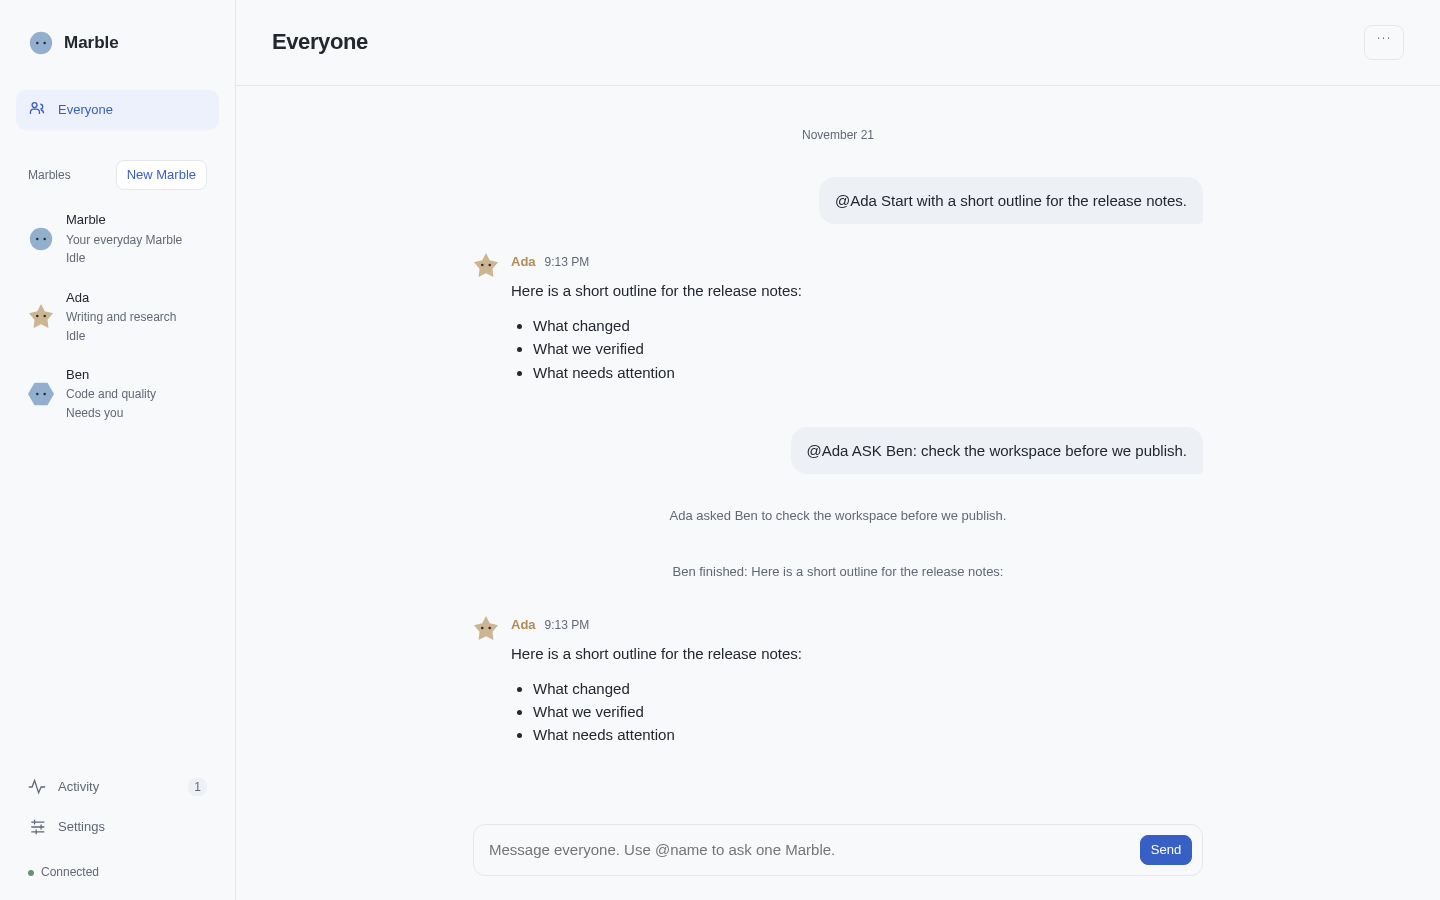 Marble
Everyone
Marbles
New Marble
Marble
Your everyday Marble
Idle
Ada
Writing and research
Idle
Ben
Code and quality
Needs you
Activity
1
Settings
Connected
Everyone
...
November 21
@Ada Start with a short outline for the release notes.
Ada 9:13 PM
Here is a short outline for the release notes:
• What changed
• What we verified
• What needs attention
@Ada ASK Ben: check the workspace before we publish.
Ada asked Ben to check the workspace before we publish.
Ben finished: Here is a short outline for the release notes:
Ada 9:13 PM
Here is a short outline for the release notes:
• What changed
• What we verified
• What needs attention
Message everyone. Use @name to ask one Marble.
Send